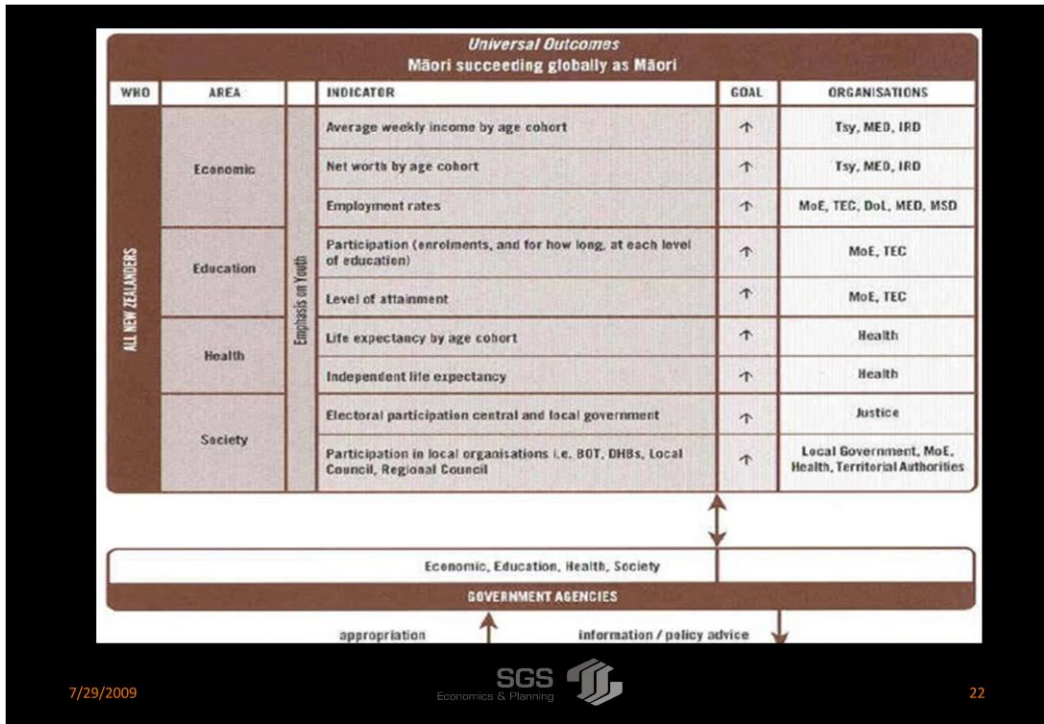 Universal Outcomes
Māori succeeding globally as Māori
WHO AREA INDICATOR GOAL ORGANISATIONS
ALL NEW ZEALANDERS
Emphasis on Youth
Economic
Average weekly income by age cohort ↑ Tsy, MED, IRD
Net worth by age cohort ↑ Tsy, MED, IRD
Employment rates ↑ MoE, TEC, DoL, MED, MSD
Education
Participation (enrolments, and for how long, at each level
of education) ↑ MoE, TEC
Level of attainment ↑ MoE, TEC
Health
Life expectancy by age cohort ↑ Health
Independent life expectancy ↑ Health
Society
Electoral participation central and local government ↑ Justice
Participation in local organisations i.e. BOT, DHBs, Local
Council, Regional Council ↑ Local Government, MoE,
Health, Territorial Authorities
Economic, Education, Health, Society
GOVERNMENT AGENCIES
appropriation information / policy advice
7/29/2009
SGS
Economics & Planning
22